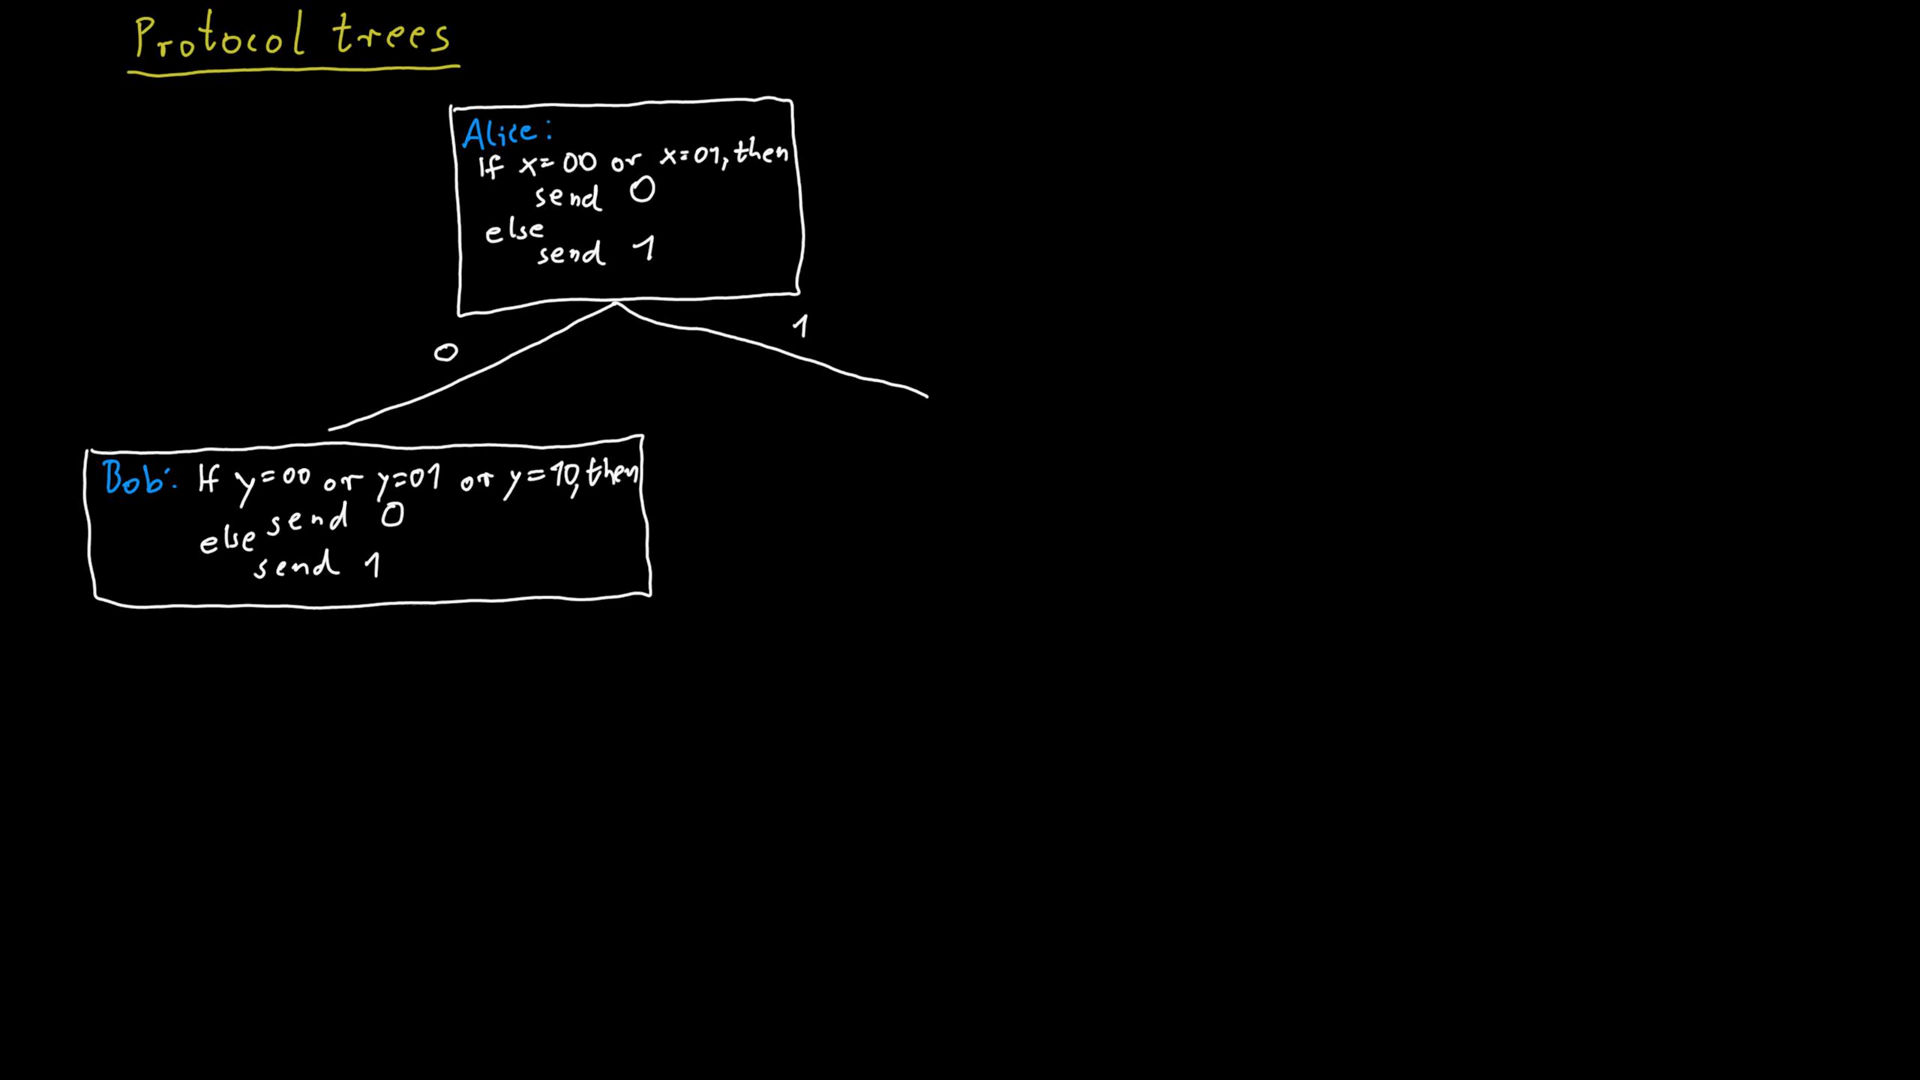 Protocol trees
Alice:
If x=00 or x=01, then
send 0
else
send 1
0
1
Bob: If y=00 or y=01 or y=10, then
send 0
else
send 1